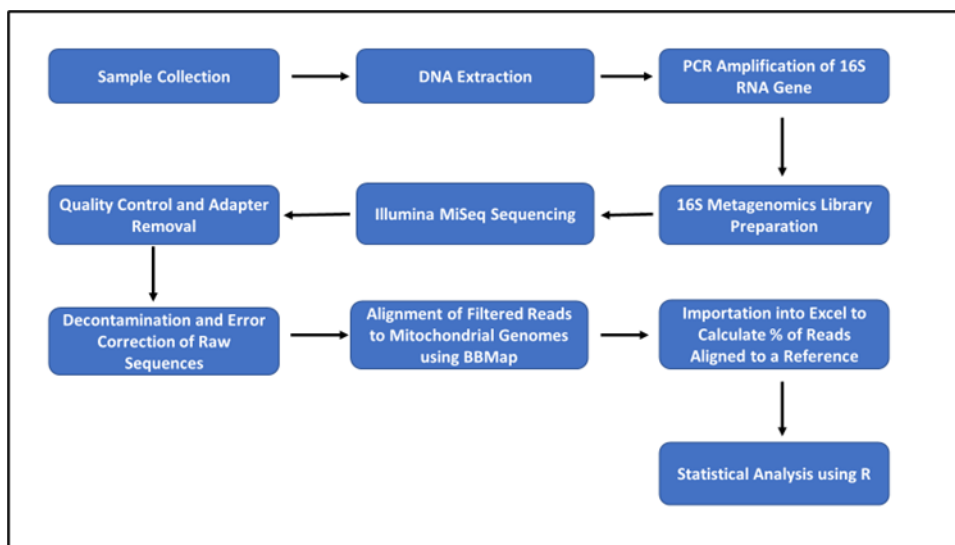 Sample Collection
DNA Extraction
PCR Amplification of 16S
RNA Gene
16S Metagenomics Library
Preparation
Illumina MiSeq Sequencing
Quality Control and Adapter
Removal
Decontamination and Error
Correction of Raw
Sequences
Alignment of Filtered Reads
to Mitochondrial Genomes
using BBMap
Importation into Excel to
Calculate % of Reads
Aligned to a Reference
Statistical Analysis using R